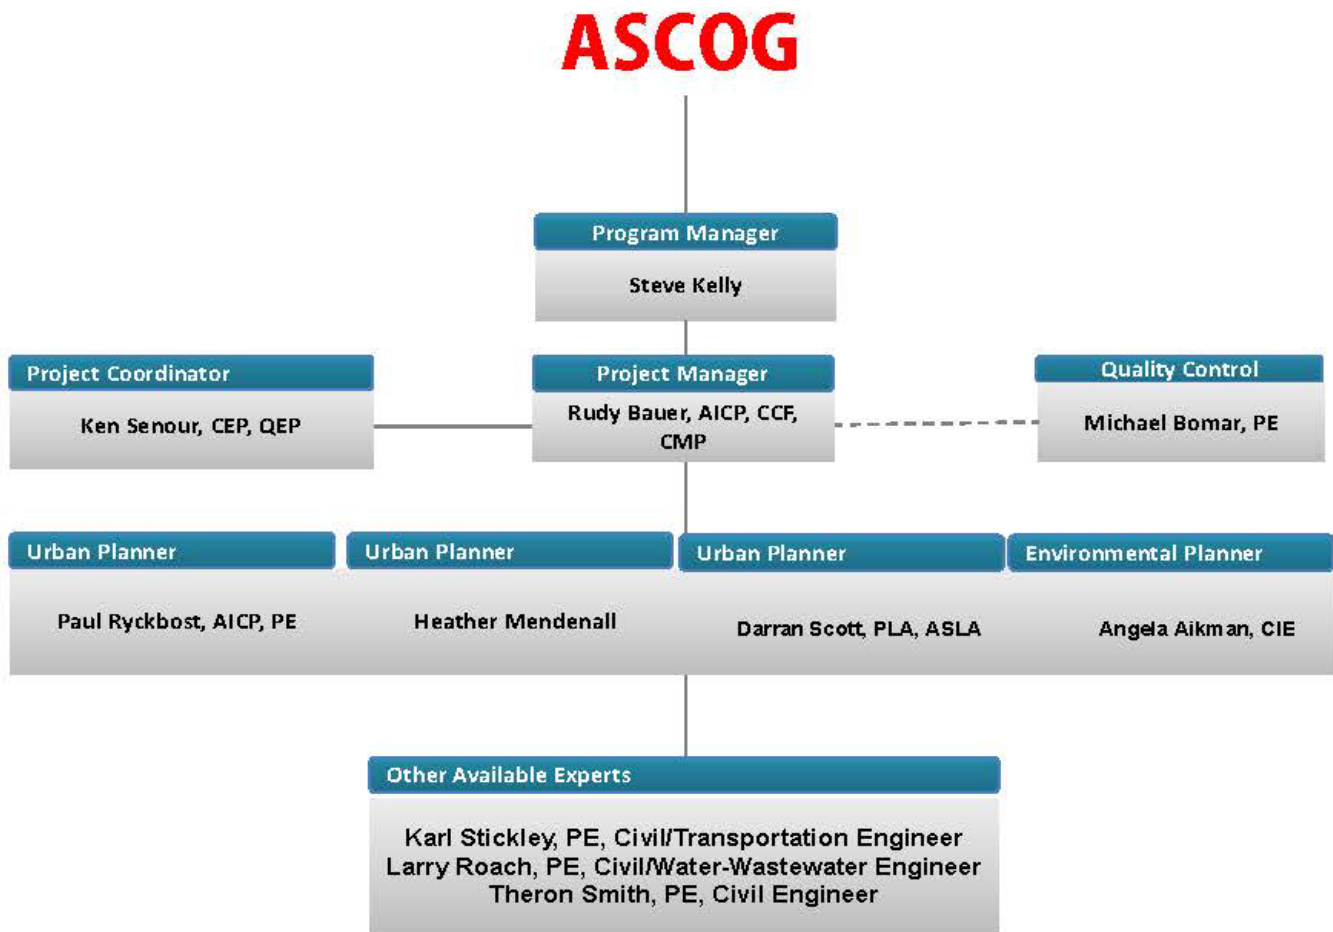 ASCOG
Program Manager
Steve Kelly
Project Coordinator
Ken Senour, CEP, QEP
Project Manager
Rudy Bauer, AICP, CCF,
CMP
Quality Control
Michael Bomar, PE
Urban Planner
Paul Ryckbost, AICP, PE
Urban Planner
Heather Mendenall
Urban Planner
Darran Scott, PLA, ASLA
Environmental Planner
Angela Aikman, CIE
Other Available Experts
Karl Stickley, PE, Civil/Transportation Engineer
Larry Roach, PE, Civil/Water-Wastewater Engineer
Theron Smith, PE, Civil Engineer